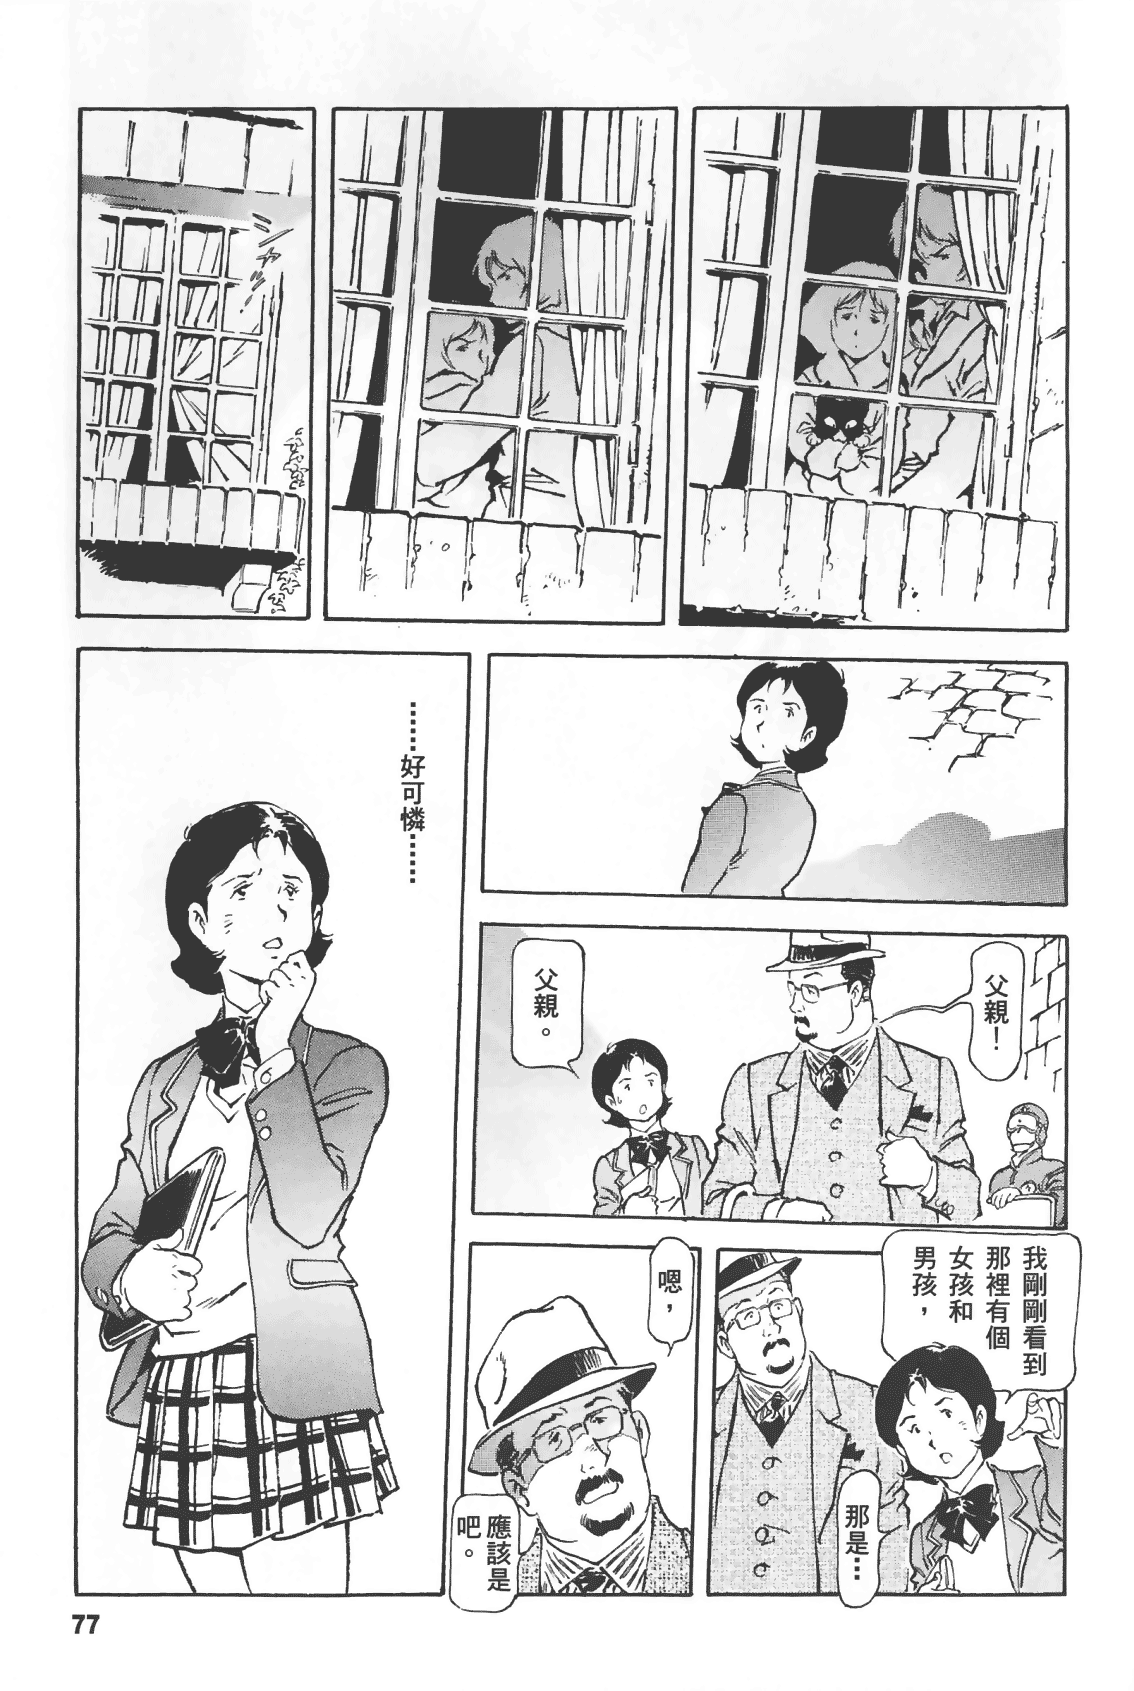 シャッ
父親！
父親。
我剛剛看到
那裡有個
女孩和
男孩，
那是…
嗯，
應該是
吧。
……好可憐……
77